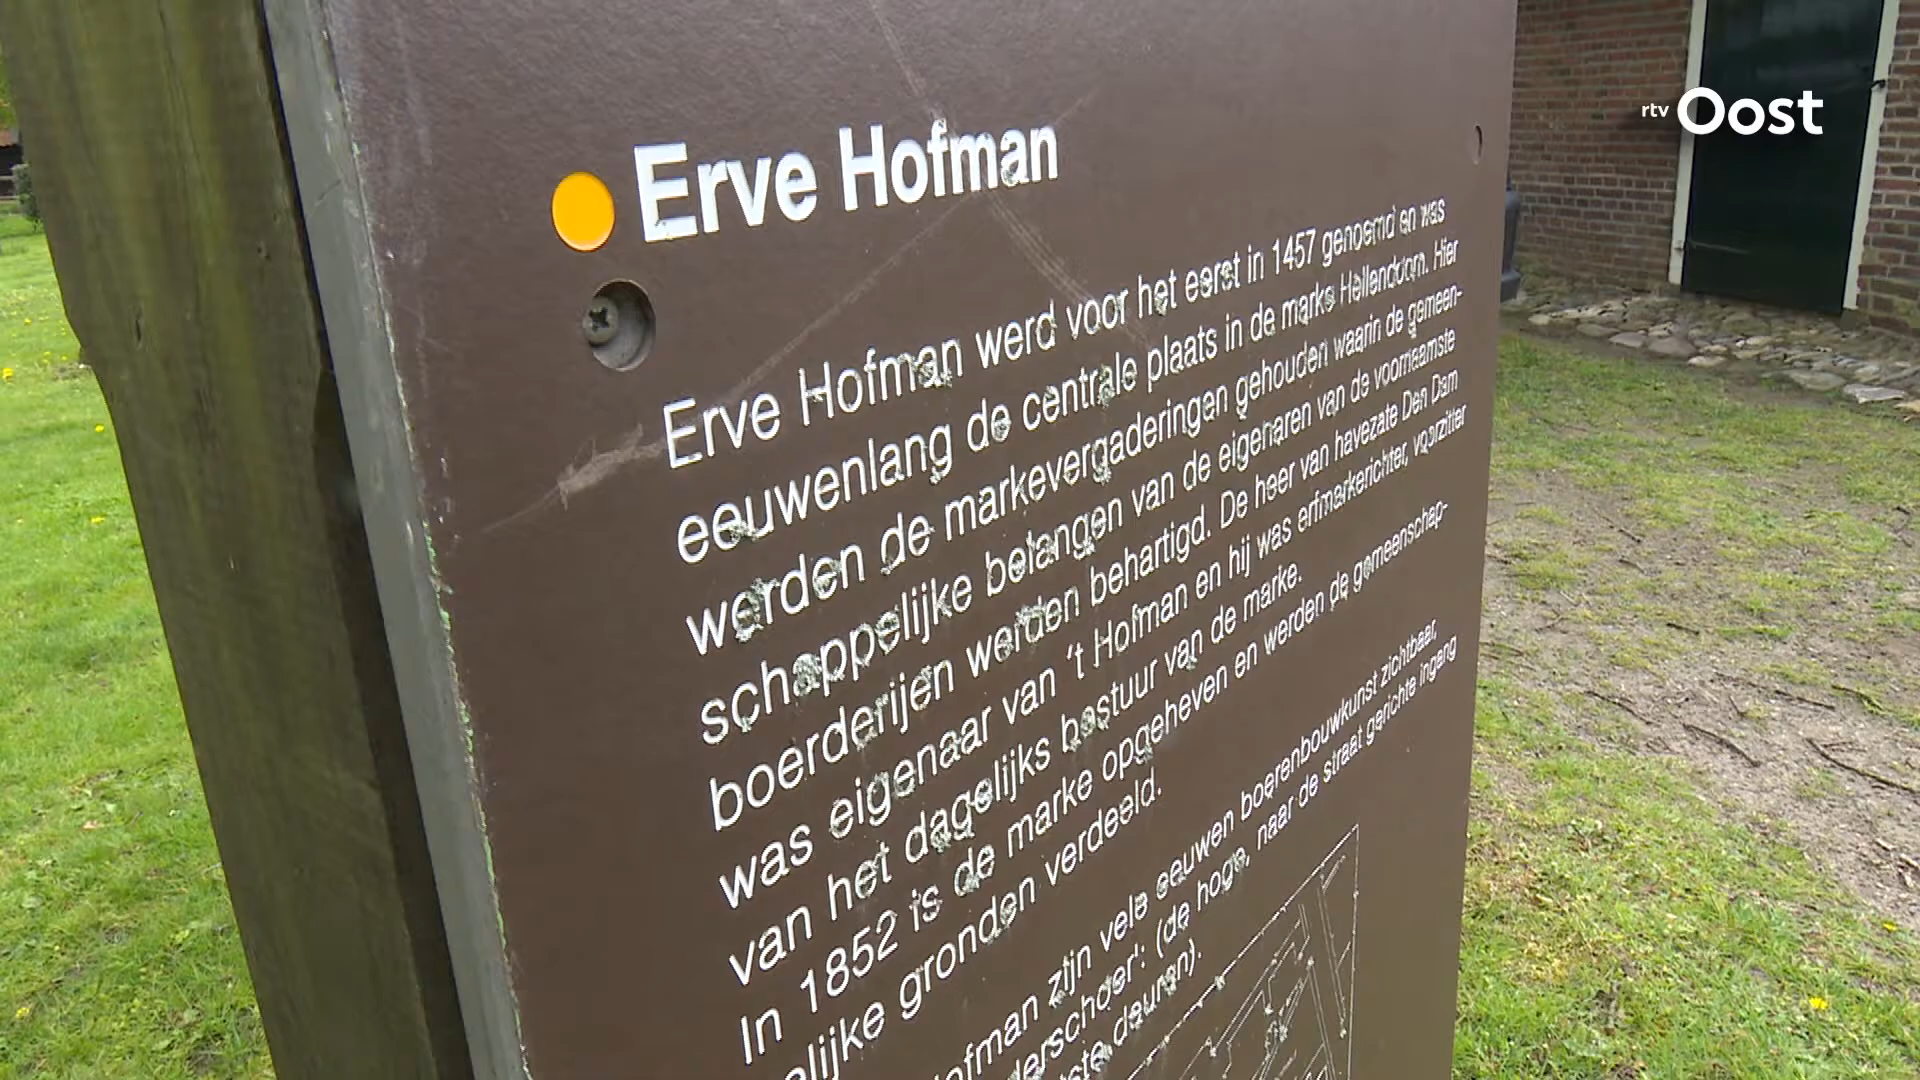 rtv Oost
Erve Hofman
Erve Hofman werd voor het eerst in 1457 genoemd en was
eeuwenlang de centrale plaats in de marke Hellendoorn. Hier
werden de markevergaderingen gehouden waarin de gemeen-
schappelijke belangen van de eigenaren van de voornaamste
boerderijen werden behartigd. De heer van havezate Den Dam
was eigenaar van 't Hofman en hij was erfmarkerichter, voorzitter
van het dagelijks bestuur van de marke.
In 1852 is de marke opgeheven en werden de gemeenschap-
elijke gronden verdeeld.
ofman zijn vele eeuwen boerenbouwkunst zichtbaar,
derschoer': (de hoge, naar de straat gerichte ingang
tste deuren).